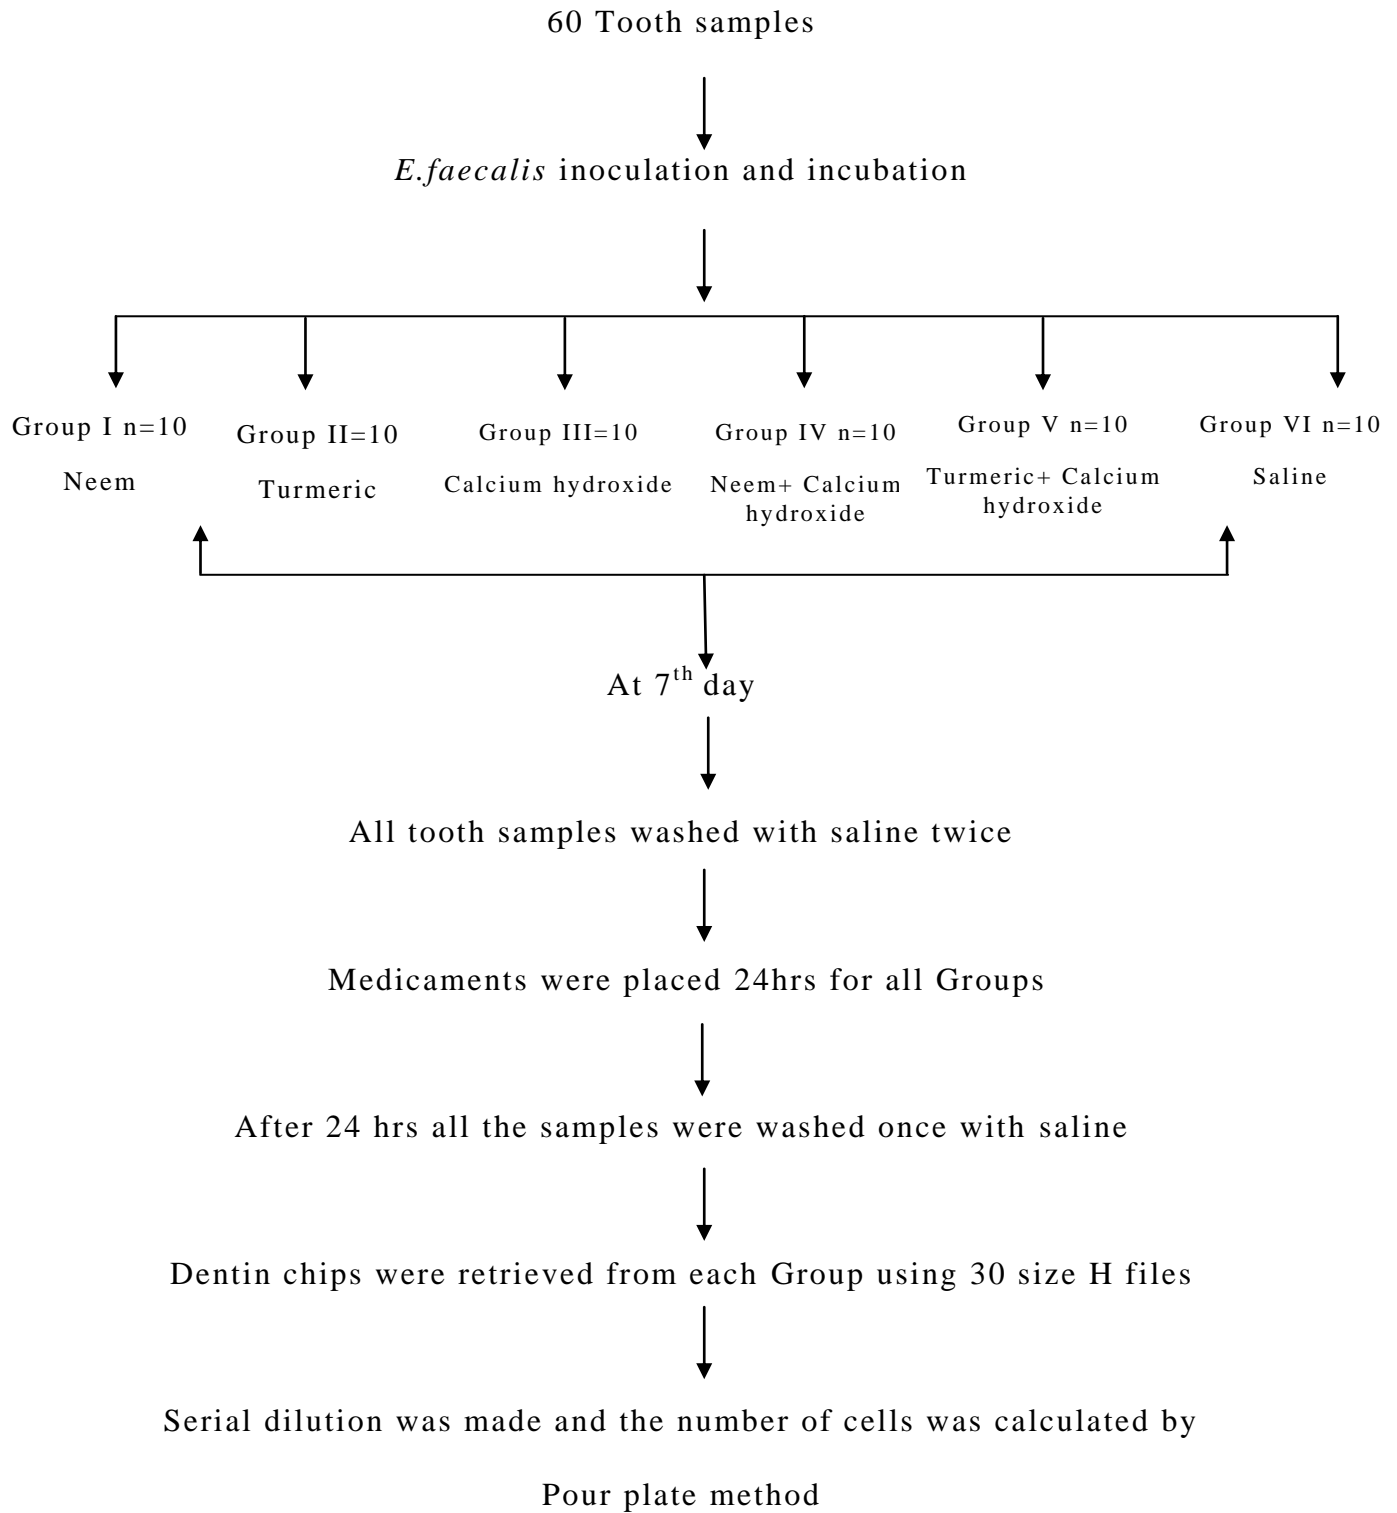 60 Tooth samples
E.faecalis inoculation and incubation
Group I n=10
Neem
Group II=10
Turmeric
Group III=10
Calcium hydroxide
Group IV n=10
Neem+ Calcium
hydroxide
Group V n=10
Turmeric+ Calcium
hydroxide
Group VI n=10
Saline
At 7th day
All tooth samples washed with saline twice
Medicaments were placed 24hrs for all Groups
After 24 hrs all the samples were washed once with saline
Dentin chips were retrieved from each Group using 30 size H files
Serial dilution was made and the number of cells was calculated by
Pour plate method